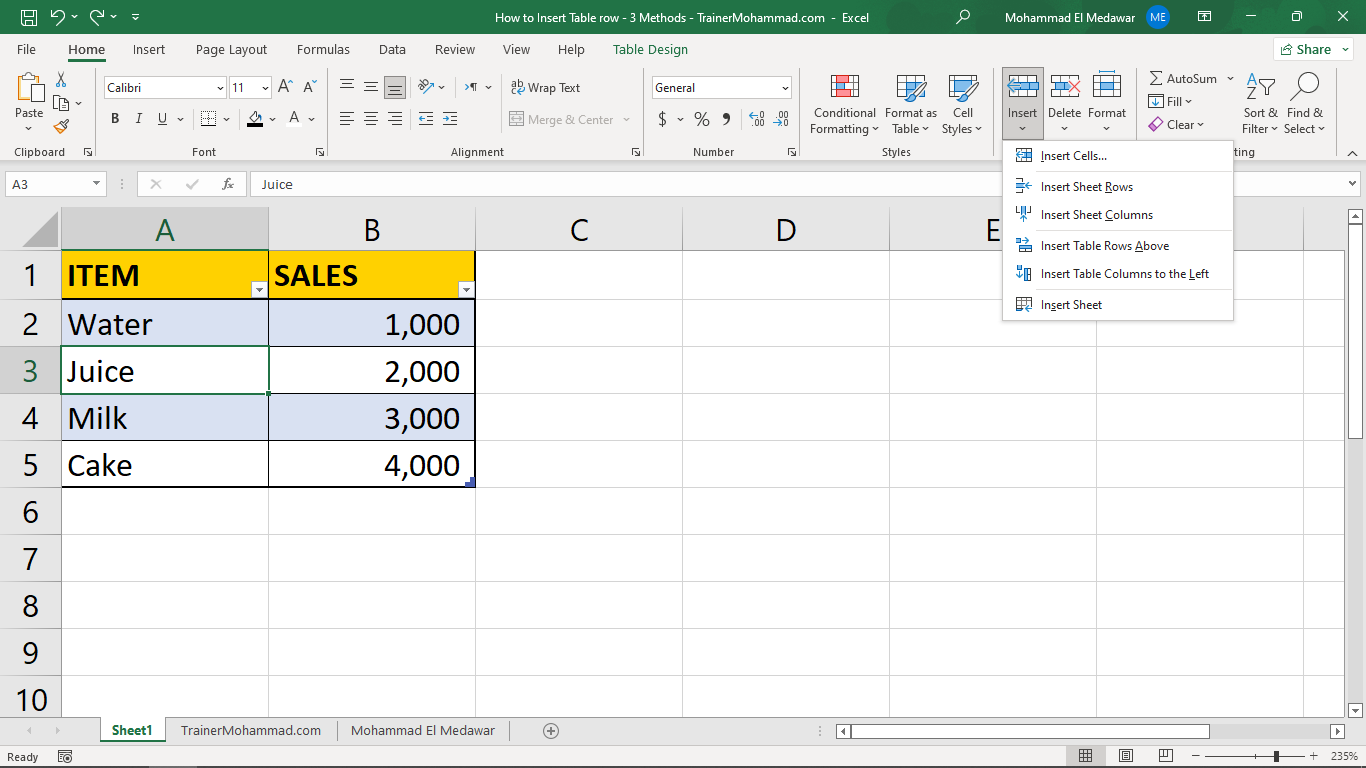 How to Insert Table row - 3 Methods - TrainerMohammad.com - Excel
Mohammad El Medawar ME
File Home Insert Page Layout Formulas Data Review View Help Table Design Share
Paste
Clipboard
Calibri 11 A A
B I U A
Font
ab Wrap Text
Merge & Center
Alignment
General
$ % 9 .00 .00
Number
Conditional Formatting
Format as Table
Cell Styles
Styles
Insert Delete Format
AutoSum
Fill
Clear
Sort & Filter
Find & Select
ting
Insert Cells...
Insert Sheet Rows
Insert Sheet Columns
Insert Table Rows Above
Insert Table Columns to the Left
Insert Sheet
A3 fx Juice
A B C D E
1 ITEM SALES
2 Water 1,000
3 Juice 2,000
4 Milk 3,000
5 Cake 4,000
6
7
8
9
10
Sheet1 TrainerMohammad.com Mohammad El Medawar
Ready 235%